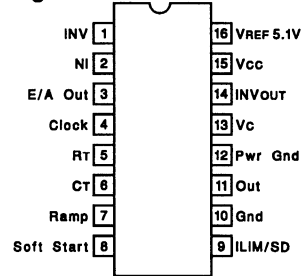 INV 1 16 VREF 5.1V
NI 2 15 Vcc
E/A Out 3 14 INVOUT
Clock 4 13 Vc
RT 5 12 Pwr Gnd
CT 6 11 Out
Ramp 7 10 Gnd
Soft Start 8 9 ILIM/SD